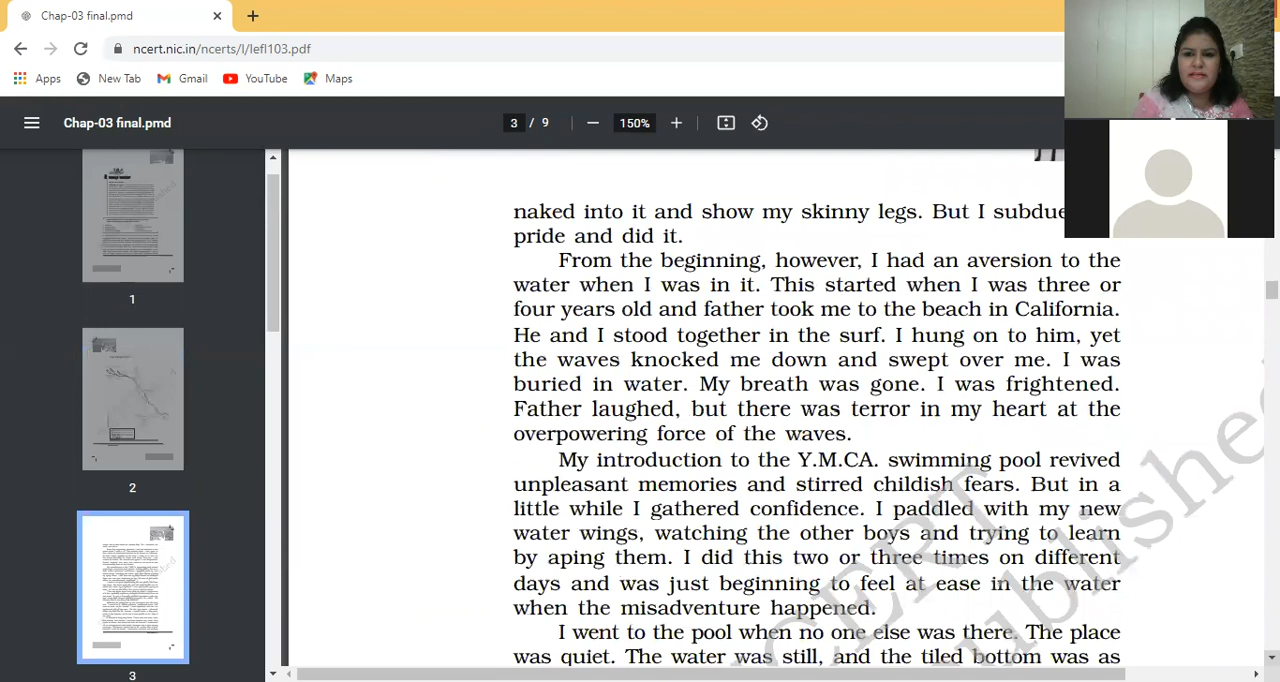 Chap-03 final.pmd
ncert.nic.in/ncerts/l/lefl103.pdf
Apps New Tab Gmail YouTube Maps
Chap-03 final.pmd 3 / 9 150%
1
2
3
naked into it and show my skinny legs. But I
pride and did it.
From the beginning, however, I had an aversion to the
water when I was in it. This started when I was three or
four years old and father took me to the beach in California.
He and I stood together in the surf. I hung on to him, yet
the waves knocked me down and swept over me. I was
buried in water. My breath was gone. I was frightened.
Father laughed, but there was terror in my heart at the
overpowering force of the waves.
My introduction to the Y.M.CA. swimming pool revived
unpleasant memories and stirred childish fears. But in a
little while I gathered confidence. I paddled with my new
water wings, watching the other boys and trying to learn
by aping them. I did this two or three times on different
days and was just beginning to feel at ease in the water
when the misadventure happened.
I went to the pool when no one else was there. The place
was quiet. The water was still, and the tiled bottom was as